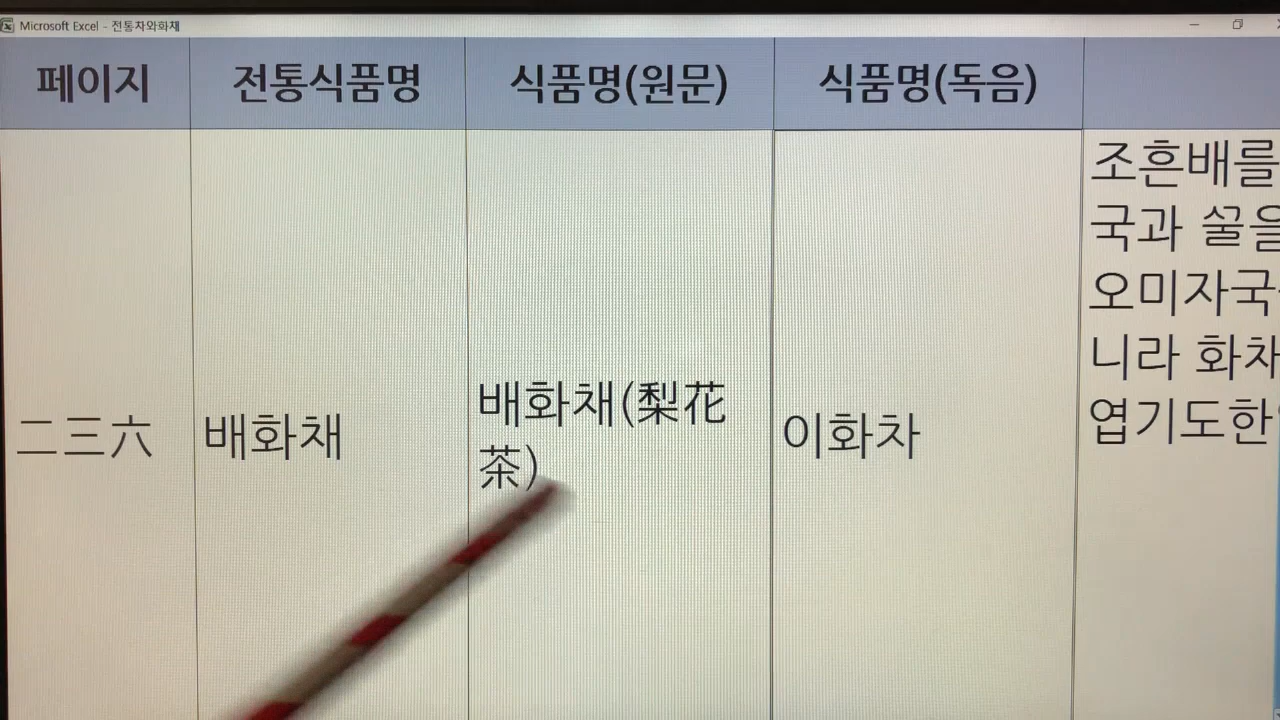 Microsoft Excel - 전통차와화채
페이지
전통식품명
식품명(원문)
식품명(독음)
二三六
배화채
배화채(梨花
茶)
이화차
조흔배를
국과 꿀을
오미자국
니라 화채
엽기도한